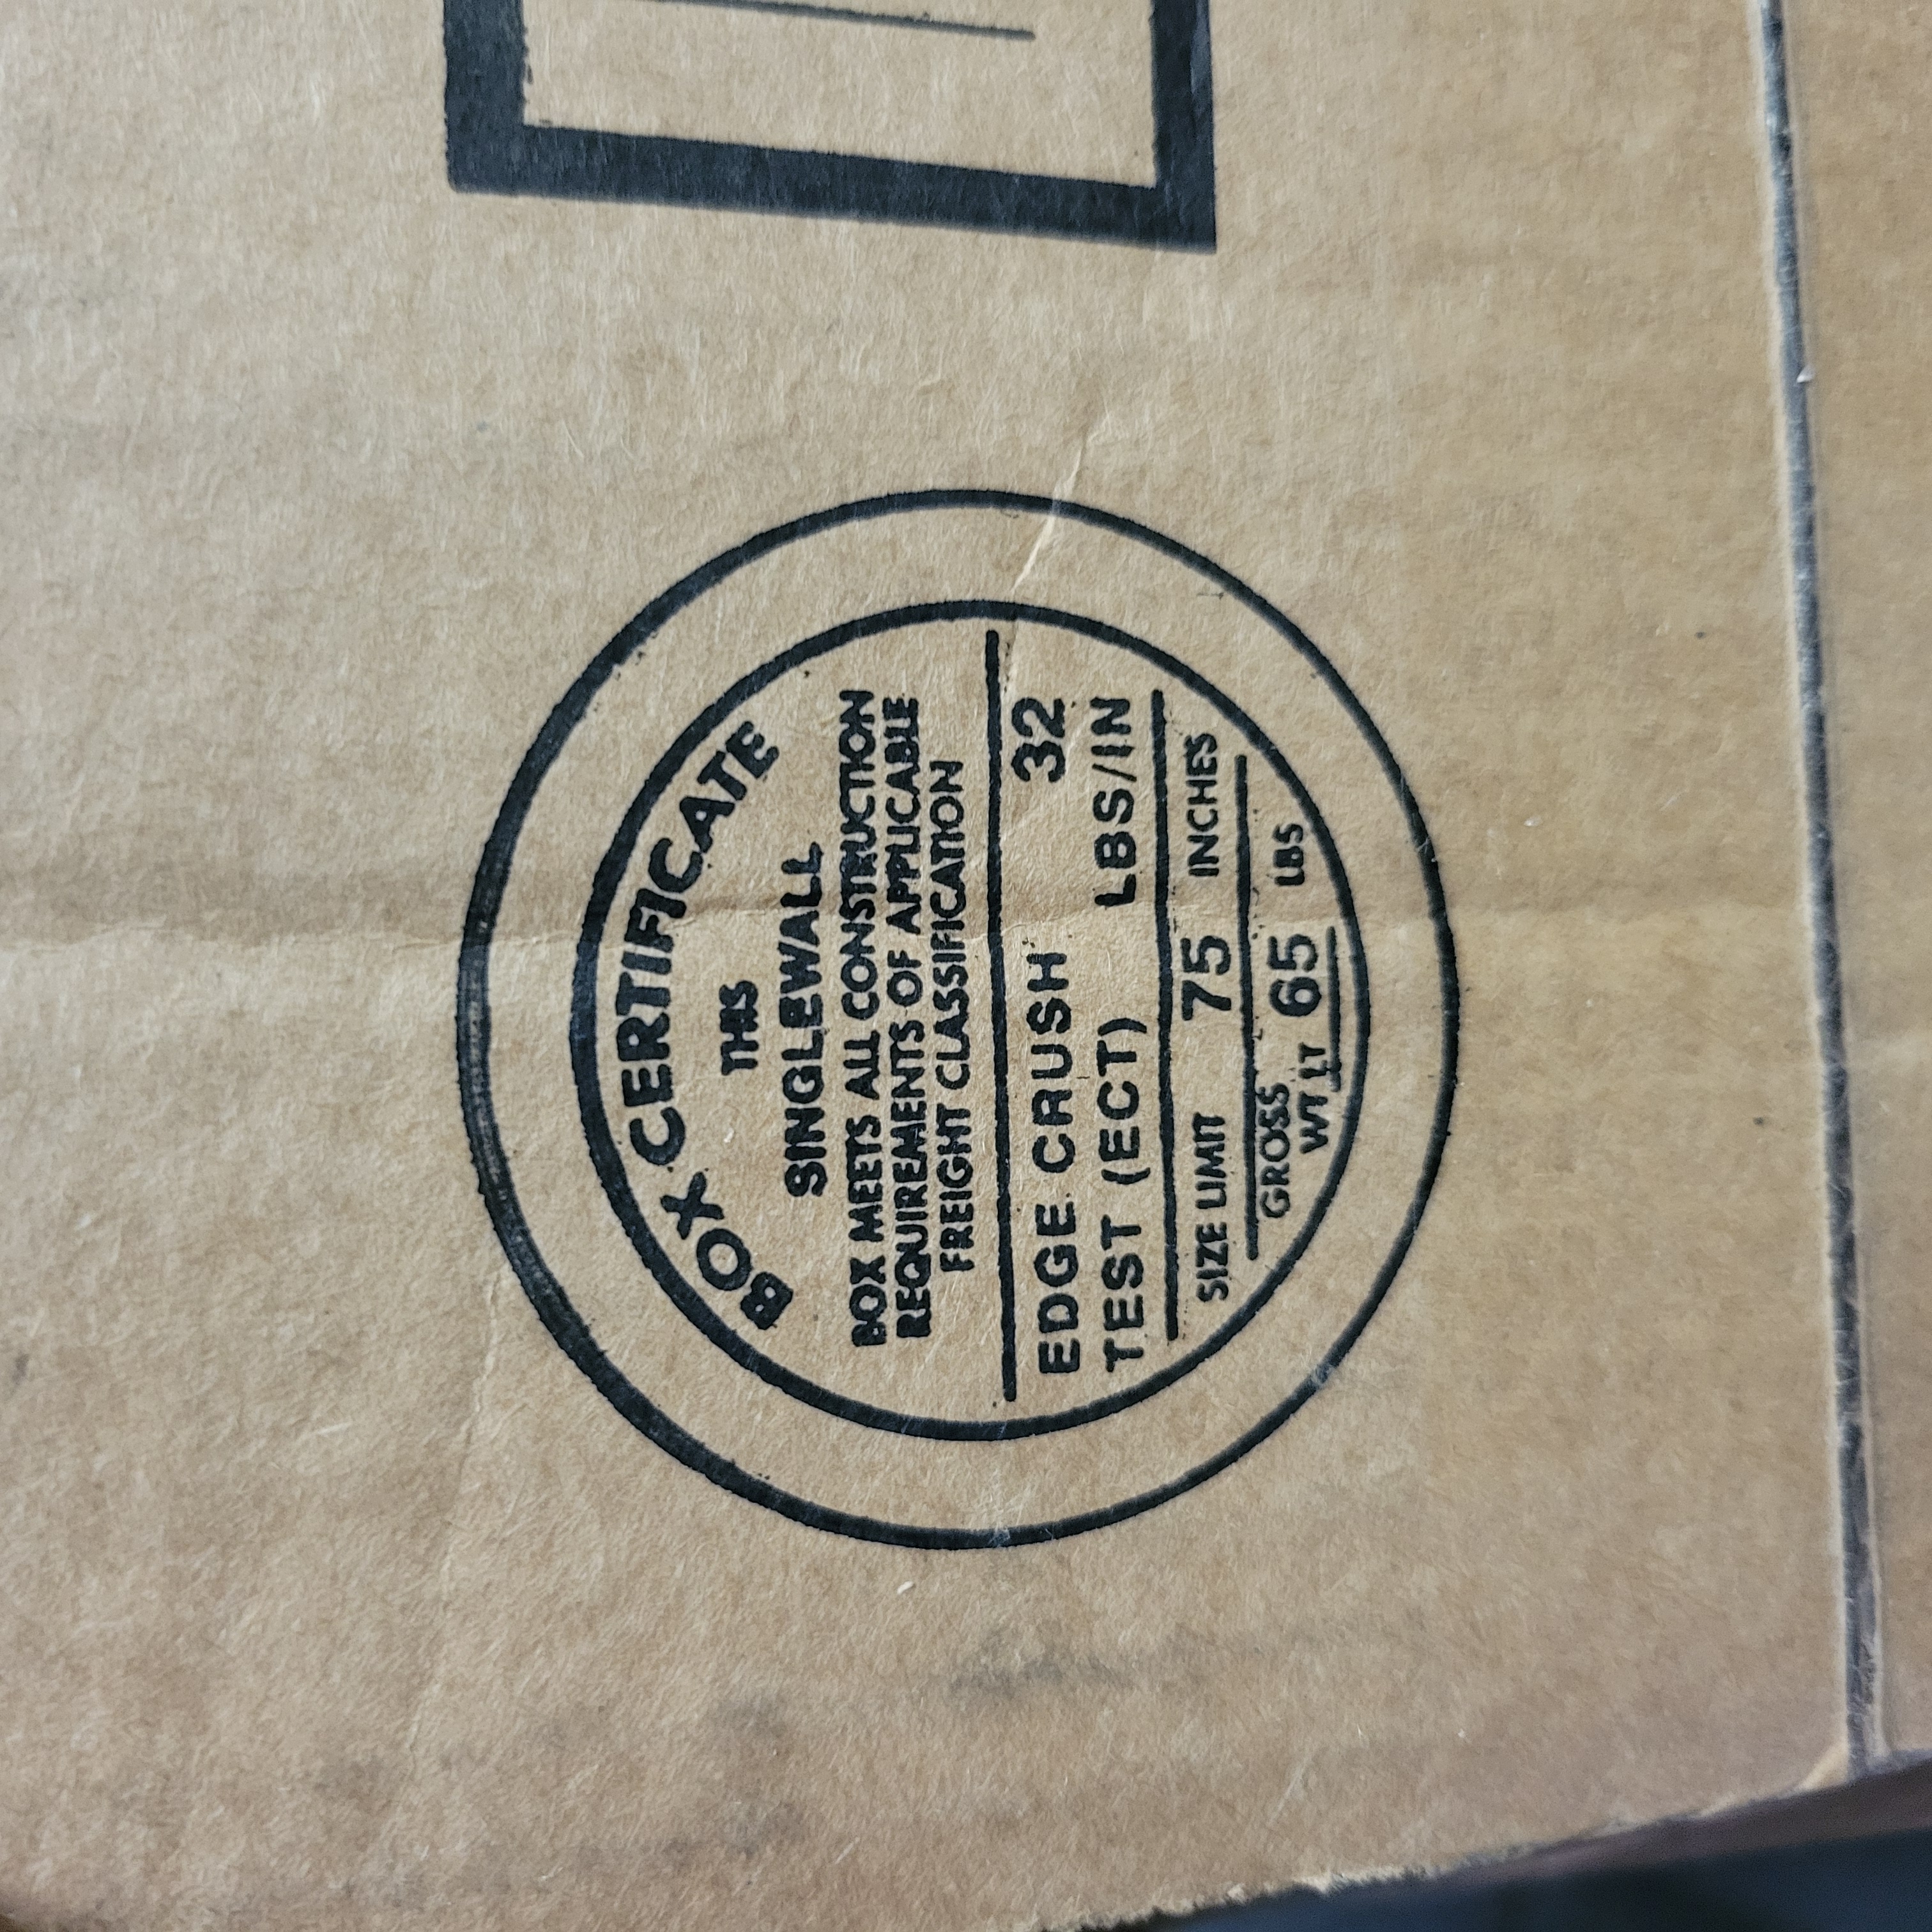 BOX CERTIFICATE
THIS
SINGLEWALL
BOX MEETS ALL CONSTRUCTION
REQUIREMENTS OF APPLICABLE
FREIGHT CLASSIFICATION
EDGE CRUSH 32
TEST (ECT) LBS/IN
SIZE LIMIT 75 INCHES
GROSS
WT LT 65 LBS